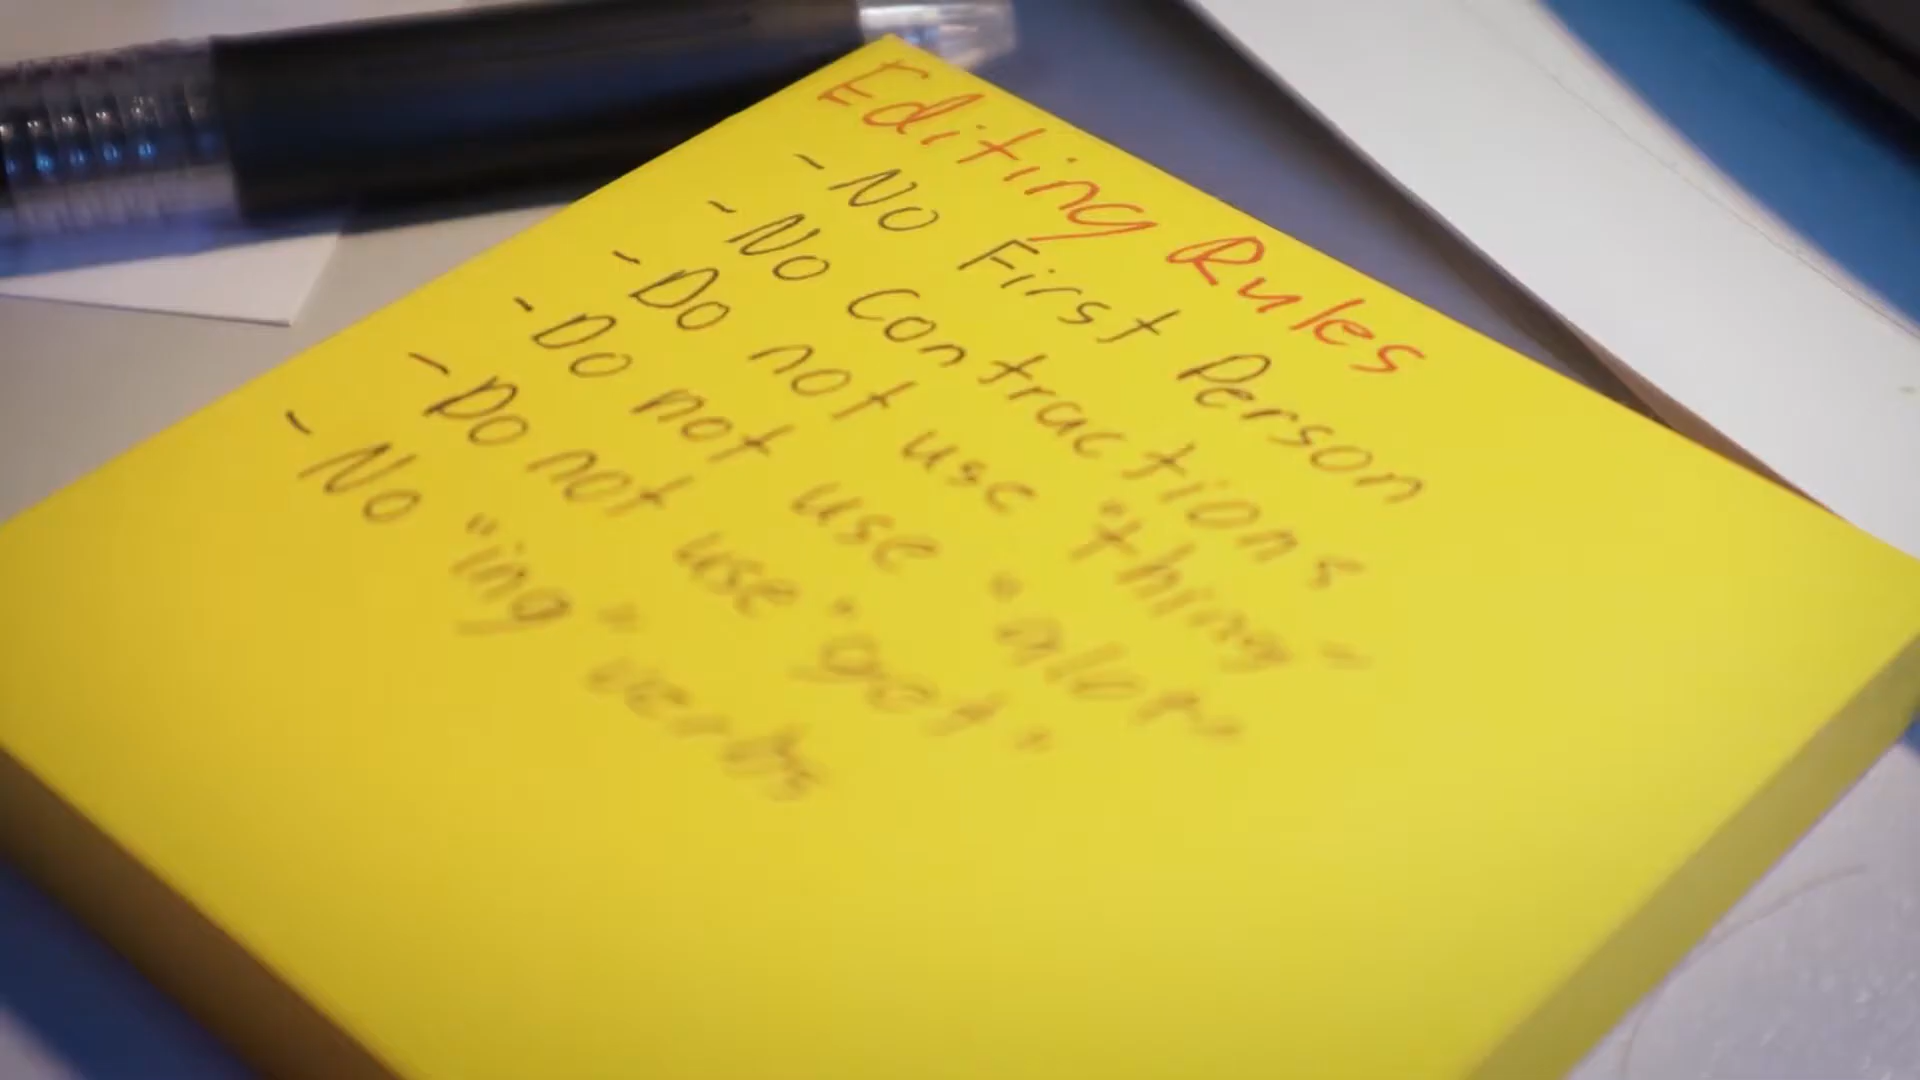 Editing Rules
- No First Person
- No Contractions
- Do not use "thing"
- Do not use "alot"
- Do not use "get"
- No "ing" verbs